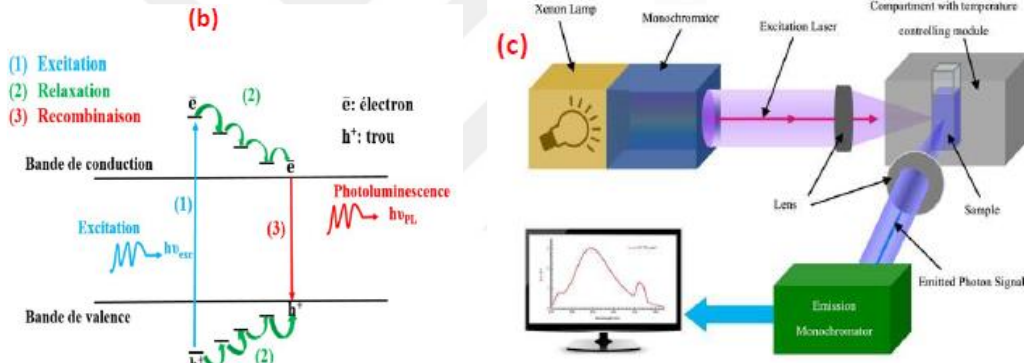 (b)
(1) Excitation
(2) Relaxation
(3) Recombinaison
ē
(2)
ē: électron
h⁺: trou
ē
Bande de conduction
(1)
Photoluminescence
hυPL
(3)
Excitation
hυexc
h⁺
Bande de valence
(2)
h⁺
(c)
Xenon Lamp
Monochromator
Excitation Laser
Compartment with temperature
controlling module
Lens
Sample
Emitted Photon Signal
Emission
Monochromator